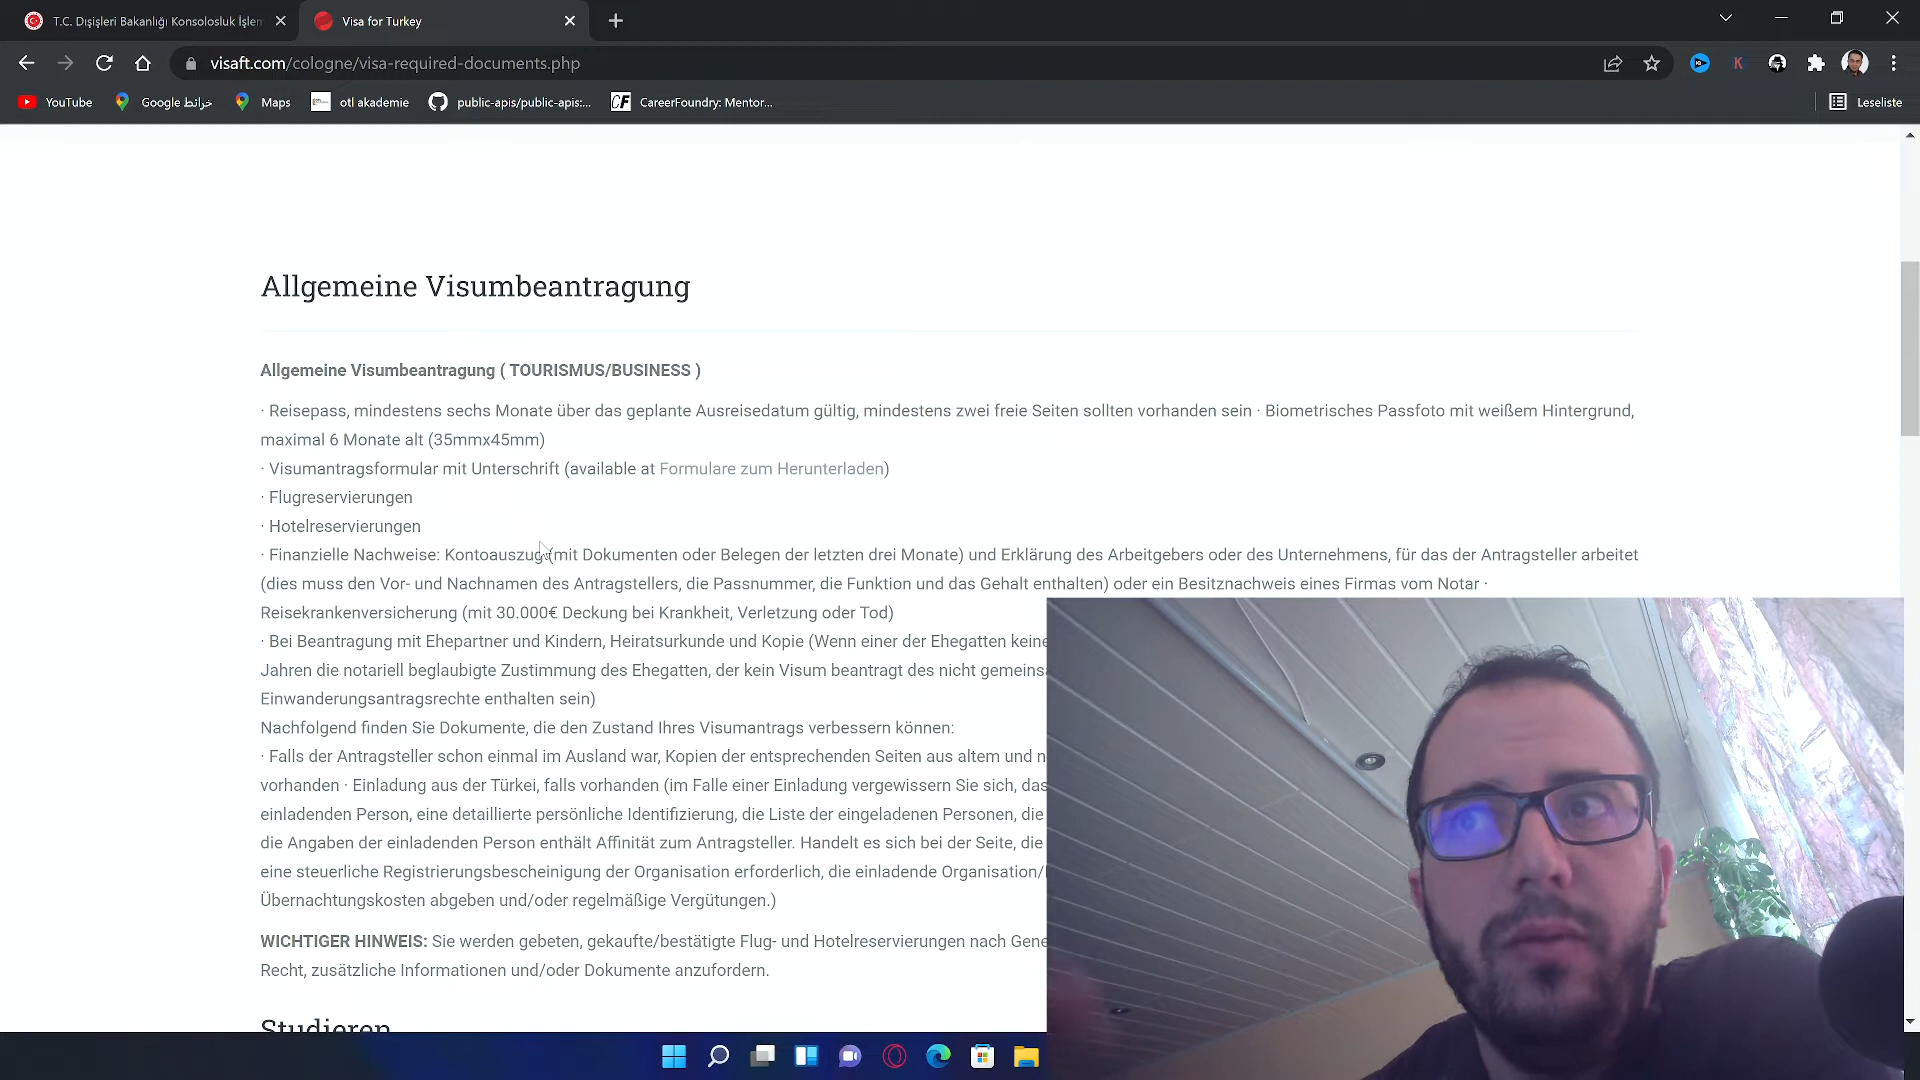 T.C. Dışişleri Bakanlığı Konsolosluk İşlem
Visa for Turkey
visaft.com/cologne/visa-required-documents.php
YouTube
خرائط Google
Maps
otl akademie
public-apis/public-apis:...
CF
CareerFoundry: Mentor...
Leseliste
Allgemeine Visumbeantragung
Allgemeine Visumbeantragung ( TOURISMUS/BUSINESS )
· Reisepass, mindestens sechs Monate über das geplante Ausreisedatum gültig, mindestens zwei freie Seiten sollten vorhanden sein · Biometrisches Passfoto mit weißem Hintergrund,
maximal 6 Monate alt (35mmx45mm)
· Visumantragsformular mit Unterschrift (available at Formulare zum Herunterladen)
· Flugreservierungen
· Hotelreservierungen
· Finanzielle Nachweise: Kontoauszug (mit Dokumenten oder Belegen der letzten drei Monate) und Erklärung des Arbeitgebers oder des Unternehmens, für das der Antragsteller arbeitet
(dies muss den Vor- und Nachnamen des Antragstellers, die Passnummer, die Funktion und das Gehalt enthalten) oder ein Besitznachweis eines Firmas vom Notar ·
Reisekrankenversicherung (mit 30.000€ Deckung bei Krankheit, Verletzung oder Tod)
· Bei Beantragung mit Ehepartner und Kindern, Heiratsurkunde und Kopie (Wenn einer der Ehegatten keine
Jahren die notariell beglaubigte Zustimmung des Ehegatten, der kein Visum beantragt des nicht gemeinsa
Einwanderungsantragsrechte enthalten sein)
Nachfolgend finden Sie Dokumente, die den Zustand Ihres Visumantrags verbessern können:
· Falls der Antragsteller schon einmal im Ausland war, Kopien der entsprechenden Seiten aus altem und n
vorhanden · Einladung aus der Türkei, falls vorhanden (im Falle einer Einladung vergewissern Sie sich, das
einladenden Person, eine detaillierte persönliche Identifizierung, die Liste der eingeladenen Personen, die
die Angaben der einladenden Person enthält Affinität zum Antragsteller. Handelt es sich bei der Seite, die
eine steuerliche Registrierungsbescheinigung der Organisation erforderlich, die einladende Organisation/
Übernachtungskosten abgeben und/oder regelmäßige Vergütungen.)
WICHTIGER HINWEIS: Sie werden gebeten, gekaufte/bestätigte Flug- und Hotelreservierungen nach Gene
Recht, zusätzliche Informationen und/oder Dokumente anzufordern.
Studieren